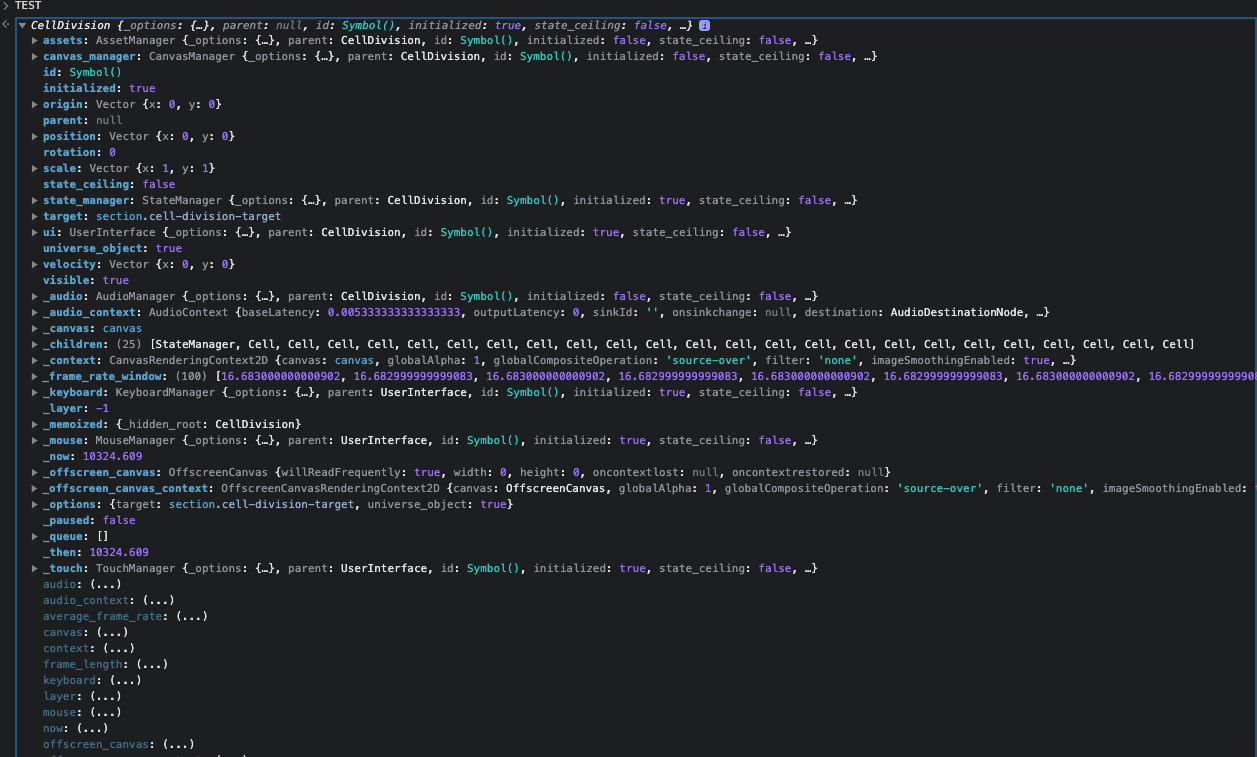 TEST
CellDivision {_options: {…}, parent: null, id: Symbol(), initialized: true, state_ceiling: false, …} i
assets: AssetManager {_options: {…}, parent: CellDivision, id: Symbol(), initialized: false, state_ceiling: false, …}
canvas_manager: CanvasManager {_options: {…}, parent: CellDivision, id: Symbol(), initialized: false, state_ceiling: false, …}
id: Symbol()
initialized: true
origin: Vector {x: 0, y: 0}
parent: null
position: Vector {x: 0, y: 0}
rotation: 0
scale: Vector {x: 1, y: 1}
state_ceiling: false
state_manager: StateManager {_options: {…}, parent: CellDivision, id: Symbol(), initialized: true, state_ceiling: false, …}
target: section.cell-division-target
ui: UserInterface {_options: {…}, parent: CellDivision, id: Symbol(), initialized: true, state_ceiling: false, …}
universe_object: true
velocity: Vector {x: 0, y: 0}
visible: true
_audio: AudioManager {_options: {…}, parent: CellDivision, id: Symbol(), initialized: false, state_ceiling: false, …}
_audio_context: AudioContext {baseLatency: 0.005333333333333333, outputLatency: 0, sinkId: '', onsinkchange: null, destination: AudioDestinationNode, …}
_canvas: canvas
_children: (25) [StateManager, Cell, Cell, Cell, Cell, Cell, Cell, Cell, Cell, Cell, Cell, Cell, Cell, Cell, Cell, Cell, Cell, Cell, Cell, Cell, Cell, Cell, Cell, Cell, Cell]
_context: CanvasRenderingContext2D {canvas: canvas, globalAlpha: 1, globalCompositeOperation: 'source-over', filter: 'none', imageSmoothingEnabled: true, …}
_frame_rate_window: (100) [16.683000000000902, 16.682999999999083, 16.683000000000902, 16.682999999999083, 16.683000000000902, 16.682999999999083, 16.683000000000902, 16.6829999999990
_keyboard: KeyboardManager {_options: {…}, parent: UserInterface, id: Symbol(), initialized: true, state_ceiling: false, …}
_layer: -1
_memoized: {_hidden_root: CellDivision}
_mouse: MouseManager {_options: {…}, parent: UserInterface, id: Symbol(), initialized: true, state_ceiling: false, …}
_now: 10324.609
_offscreen_canvas: OffscreenCanvas {willReadFrequently: true, width: 0, height: 0, oncontextlost: null, oncontextrestored: null}
_offscreen_canvas_context: OffscreenCanvasRenderingContext2D {canvas: OffscreenCanvas, globalAlpha: 1, globalCompositeOperation: 'source-over', filter: 'none', imageSmoothingEnabled:
_options: {target: section.cell-division-target, universe_object: true}
_paused: false
_queue: []
_then: 10324.609
_touch: TouchManager {_options: {…}, parent: UserInterface, id: Symbol(), initialized: true, state_ceiling: false, …}
audio: (...)
audio_context: (...)
average_frame_rate: (...)
canvas: (...)
context: (...)
frame_length: (...)
keyboard: (...)
layer: (...)
mouse: (...)
now: (...)
offscreen_canvas: (...)